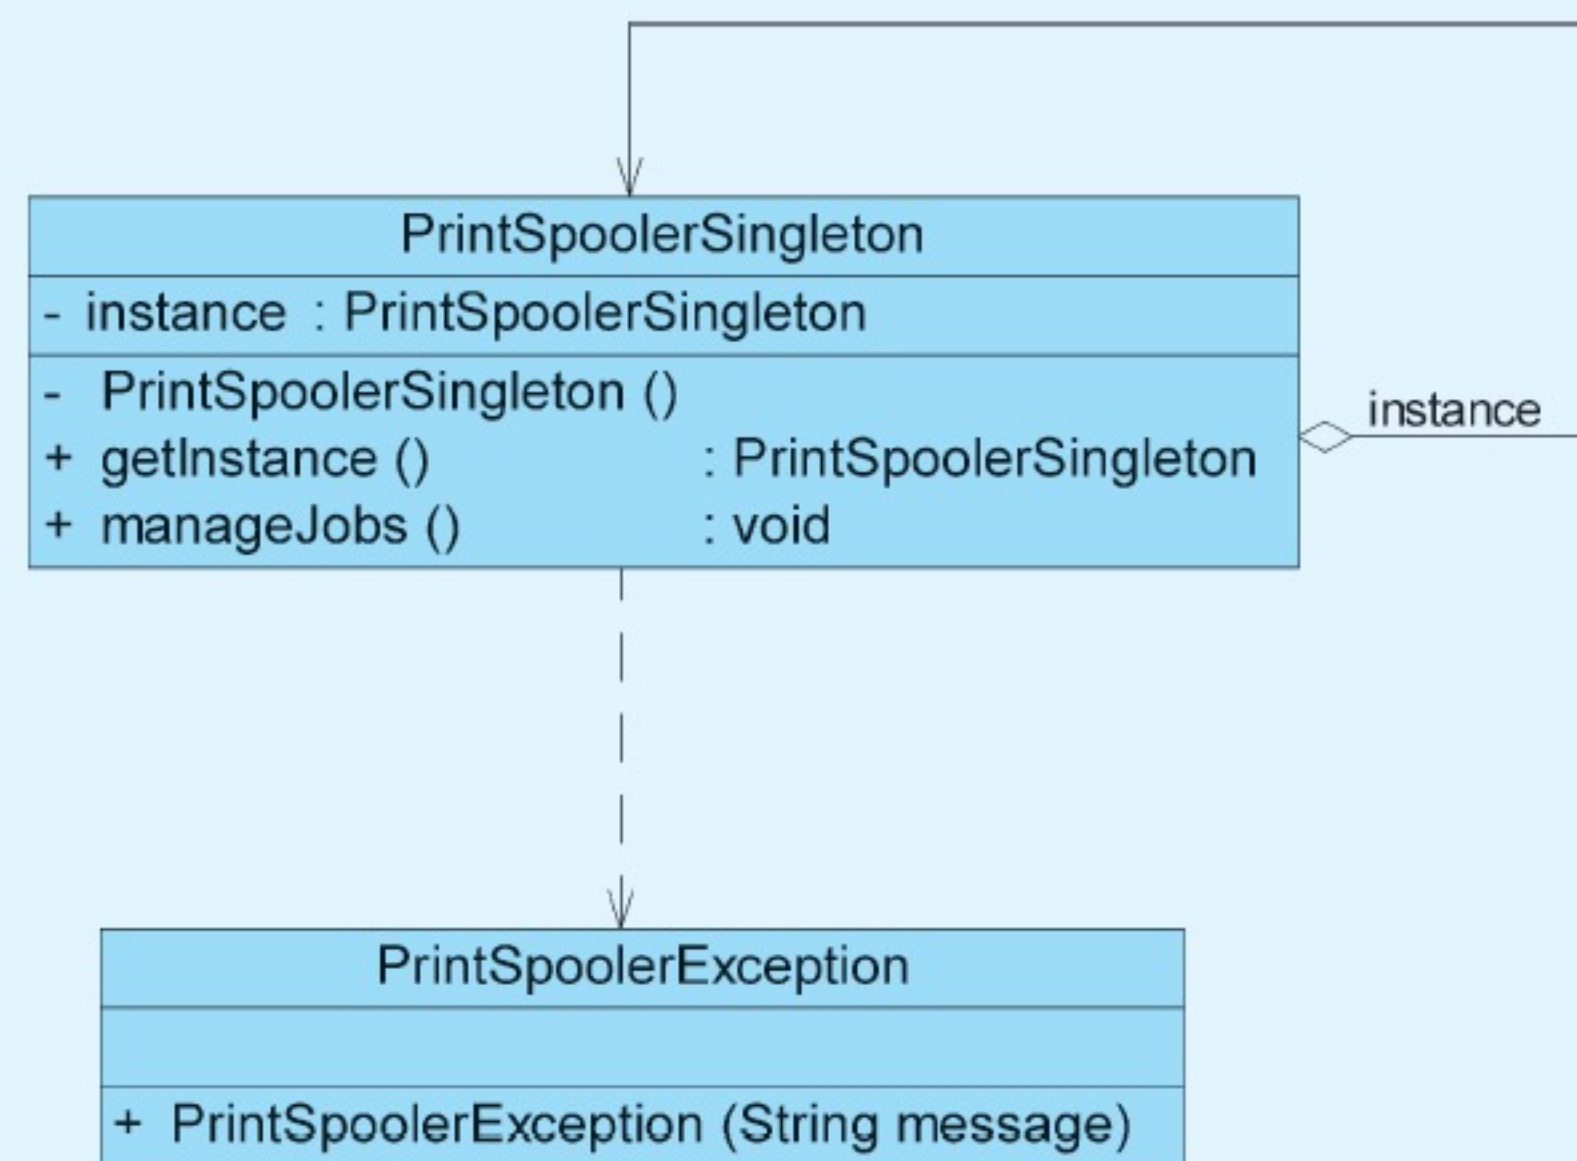 PrintSpoolerSingleton
- instance : PrintSpoolerSingleton
- PrintSpoolerSingleton ()
+ getInstance () : PrintSpoolerSingleton
+ manageJobs () : void
instance
PrintSpoolerException
+ PrintSpoolerException (String message)